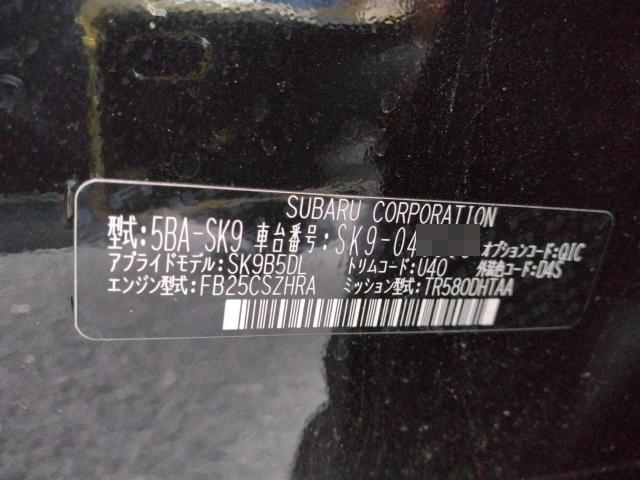 SUBARU CORPORATION
型式:5BA-SK9 車台番号:SK9-04 オプションコード:QIC
アプライドモデル:SK9B5DL トリムコード:U40 外装色コード:D4S
エンジン型式:FB25CSZHRA ミッション型式:TR580DHTAA